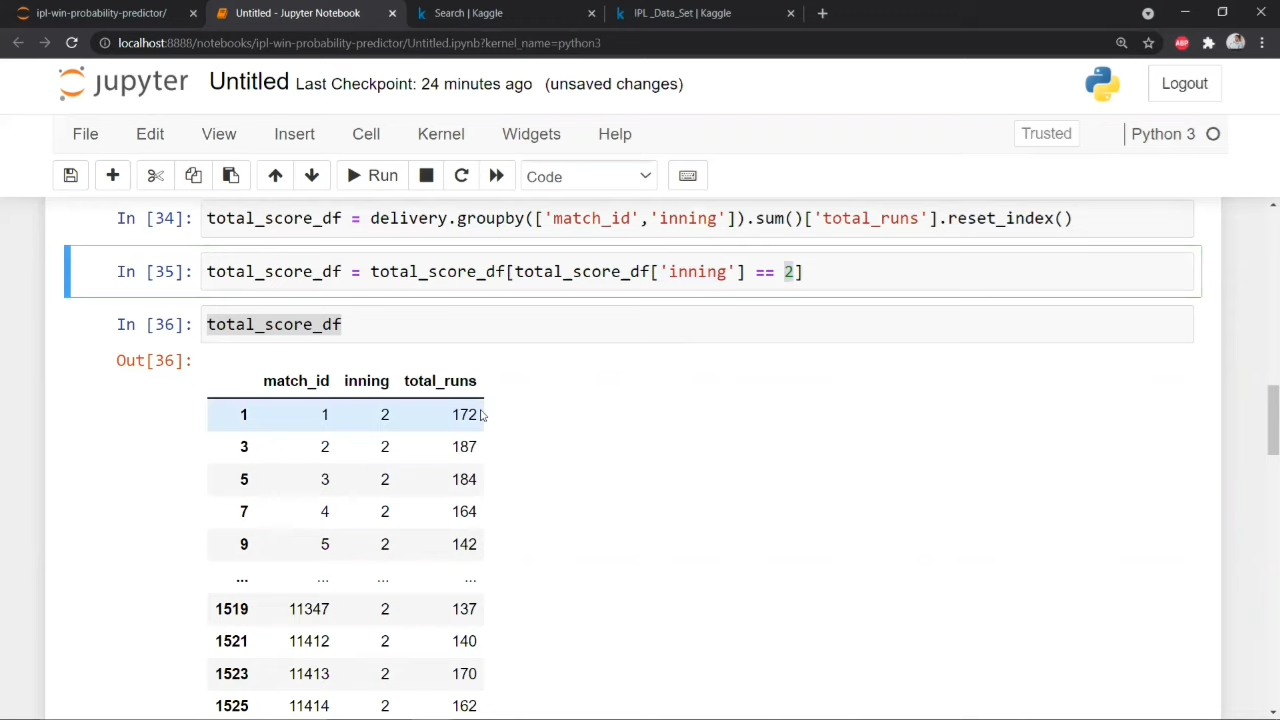 ipl-win-probability-predictor/
Untitled - Jupyter Notebook
Search | Kaggle
IPL _Data_Set | Kaggle
localhost:8888/notebooks/ipl-win-probability-predictor/Untitled.ipynb?kernel_name=python3
ABP
jupyter Untitled Last Checkpoint: 24 minutes ago (unsaved changes)
Logout
File Edit View Insert Cell Kernel Widgets Help
Trusted
Python 3
Run
Code
In [34]: total_score_df = delivery.groupby(['match_id','inning']).sum()['total_runs'].reset_index()
In [35]: total_score_df = total_score_df[total_score_df['inning'] == 2]
In [36]: total_score_df
Out[36]:
match_id inning total_runs
1 1 2 172
3 2 2 187
5 3 2 184
7 4 2 164
9 5 2 142
... ... ... ...
1519 11347 2 137
1521 11412 2 140
1523 11413 2 170
1525 11414 2 162